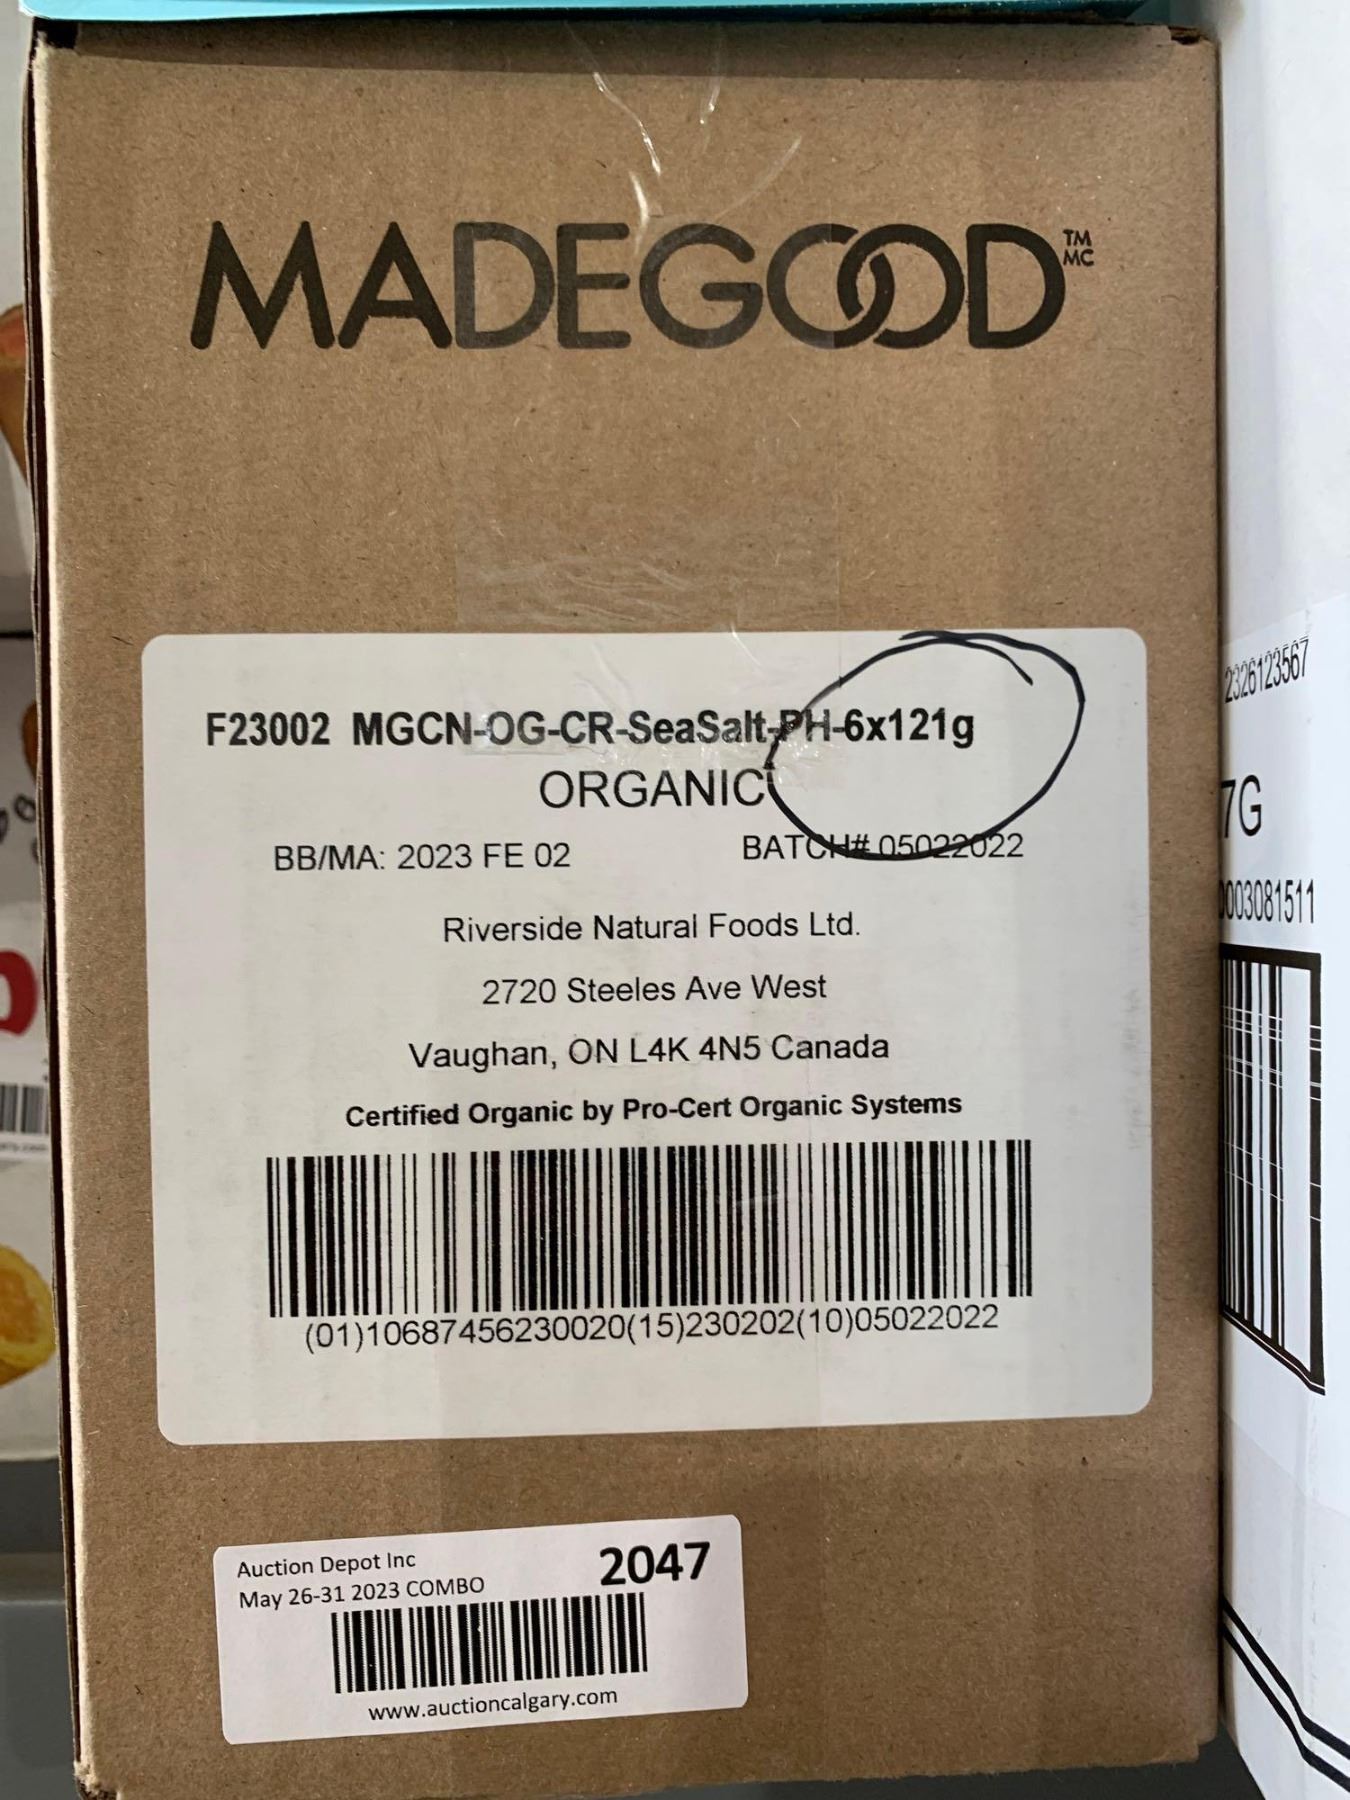 MADEGOOD TM MC
F23002 MGCN-OG-CR-SeaSalt-PH-6x121g
ORGANIC
BB/MA: 2023 FE 02 BATCH# 05022022
Riverside Natural Foods Ltd.
2720 Steeles Ave West
Vaughan, ON L4K 4N5 Canada
Certified Organic by Pro-Cert Organic Systems
(01)10687456230020(15)230202(10)05022022
Auction Depot Inc 2047
May 26-31 2023 COMBO
www.auctioncalgary.com
2326123567
7G
0003081511